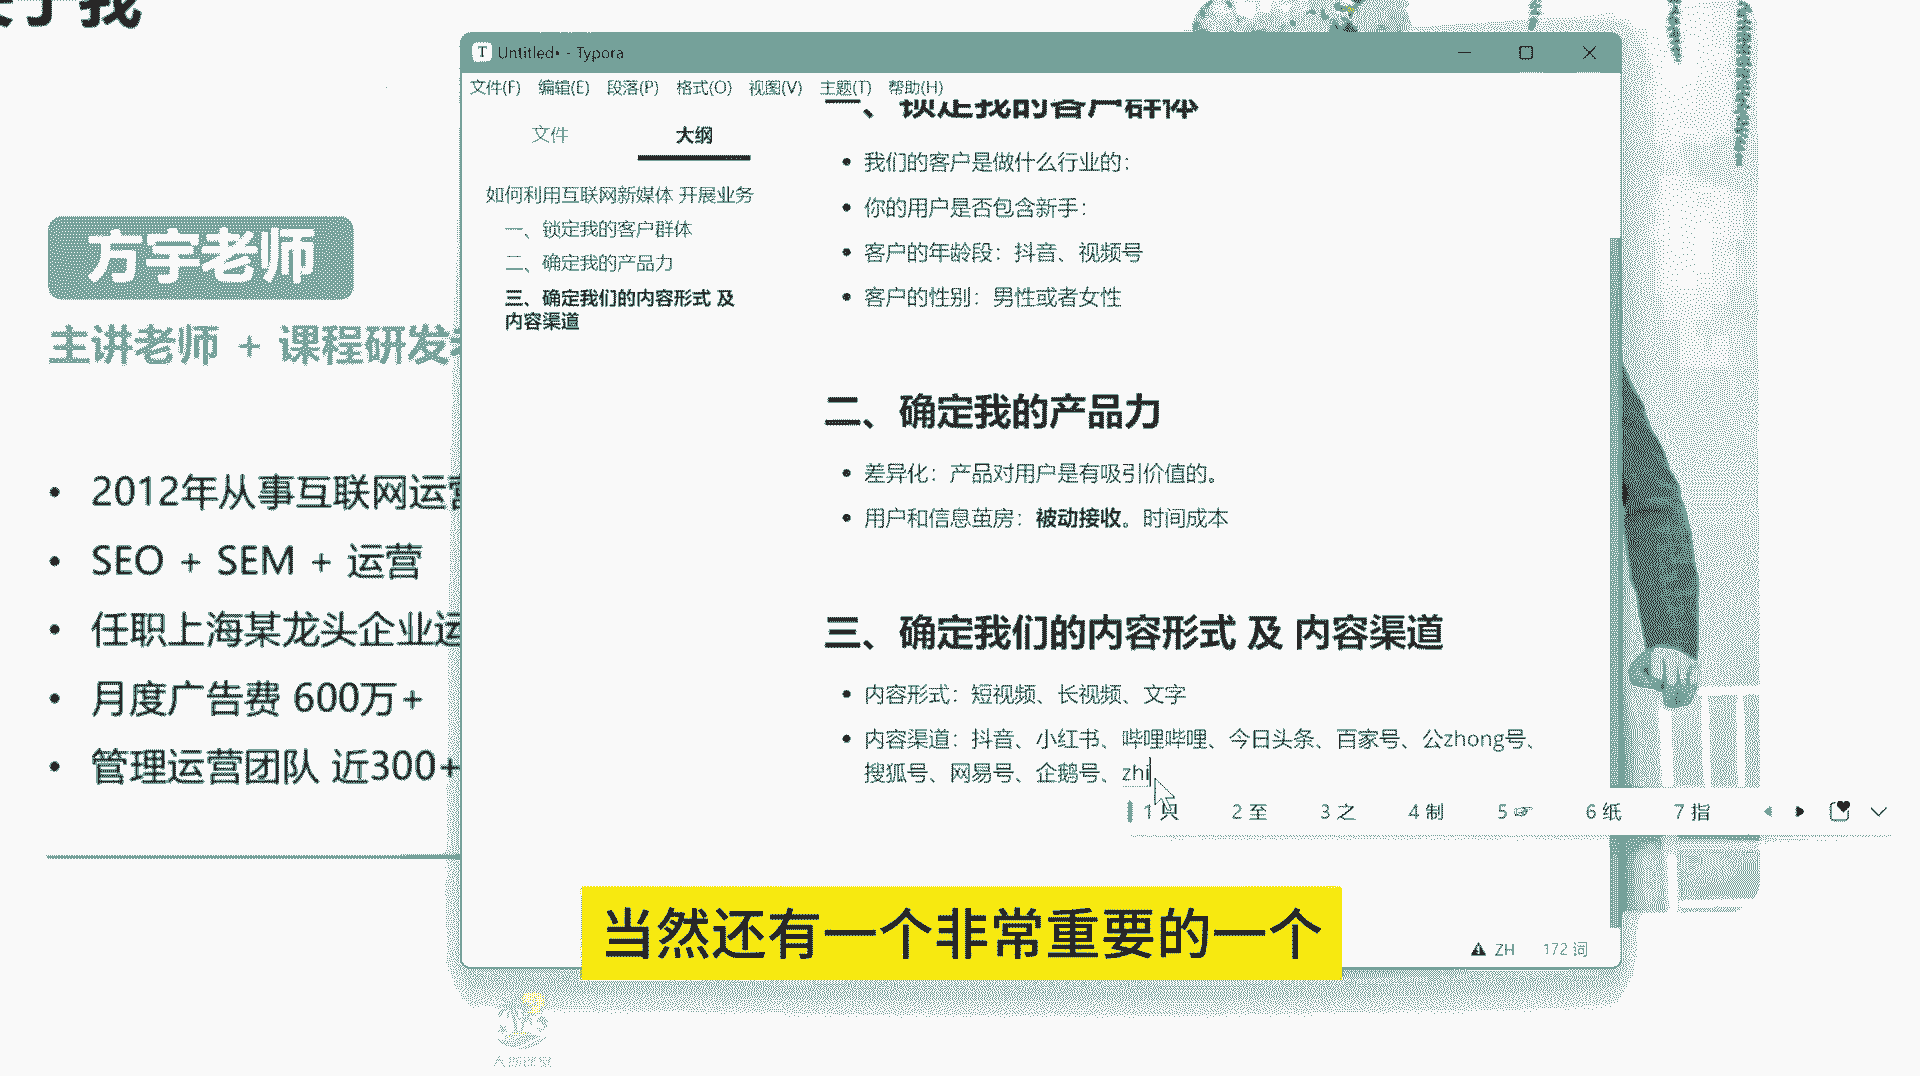 关于我
方宇老师
主讲老师 + 课程研发
2012年从事互联网运营
SEO + SEM + 运营
任职上海某龙头企业运
月度广告费 600万+
管理运营团队 近300+
Untitled• - Typora
文件(F) 编辑(E) 段落(P) 格式(O) 视图(V) 主题(T) 帮助(H)
文件 大纲
如何利用互联网新媒体 开展业务
一、锁定我的客户群体
二、确定我的产品力
三、确定我们的内容形式 及
内容渠道
一、锁定我的客户群体
我们的客户是做什么行业的：
你的用户是否包含新手：
客户的年龄段：抖音、视频号
客户的性别：男性或者女性
二、确定我的产品力
差异化：产品对用户是有吸引价值的。
用户和信息茧房：被动接收。时间成本
三、确定我们的内容形式 及 内容渠道
内容形式：短视频、长视频、文字
内容渠道：抖音、小红书、哔哩哔哩、今日头条、百家号、公zhong号、
搜狐号、网易号、企鹅号、zhi
1 只 2 至 3 之 4 制 5 👉 6 纸 7 指
ZH 172 词
当然还有一个非常重要的一个